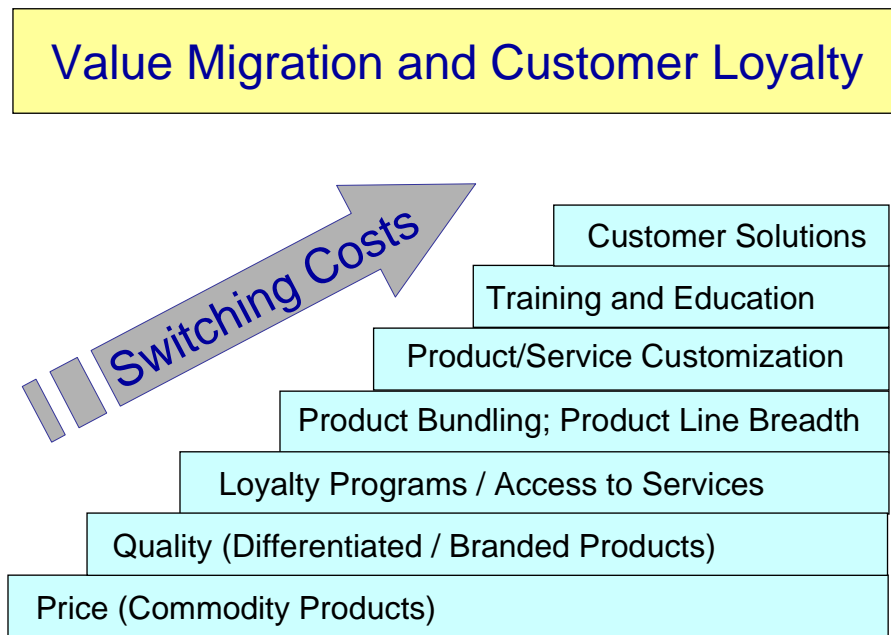 Value Migration and Customer Loyalty
Switching Costs
Customer Solutions
Training and Education
Product/Service Customization
Product Bundling; Product Line Breadth
Loyalty Programs / Access to Services
Quality (Differentiated / Branded Products)
Price (Commodity Products)